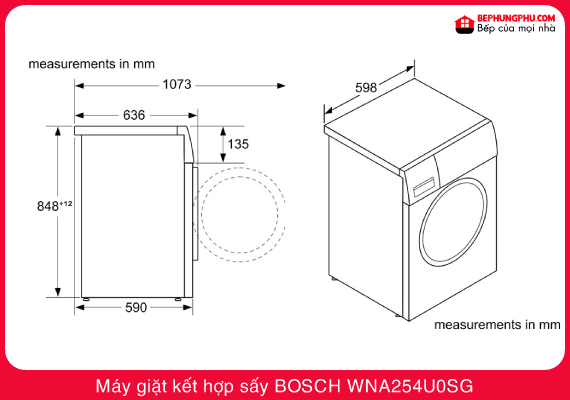 BEPHUNGPHU.COM
Bếp của mọi nhà
measurements in mm
1073
636
135
848⁺¹²
590
598
measurements in mm
Máy giặt kết hợp sấy BOSCH WNA254U0SG